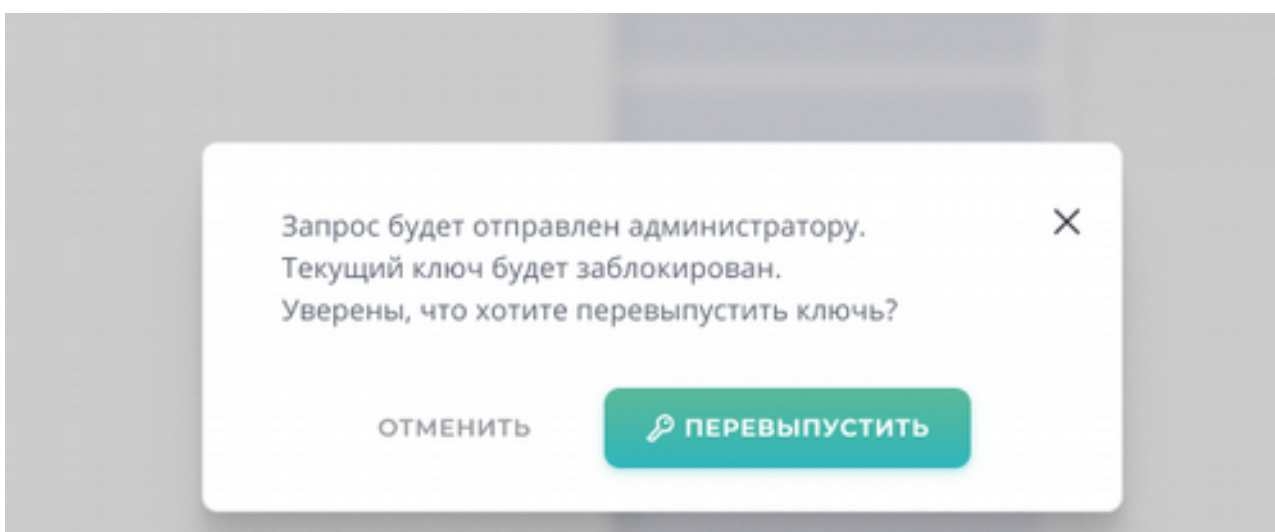 Запрос будет отправлен администратору.
Текущий ключ будет заблокирован.
Уверены, что хотите перевыпустить ключь?
ОТМЕНИТЬ
ПЕРЕВЫПУСТИТЬ